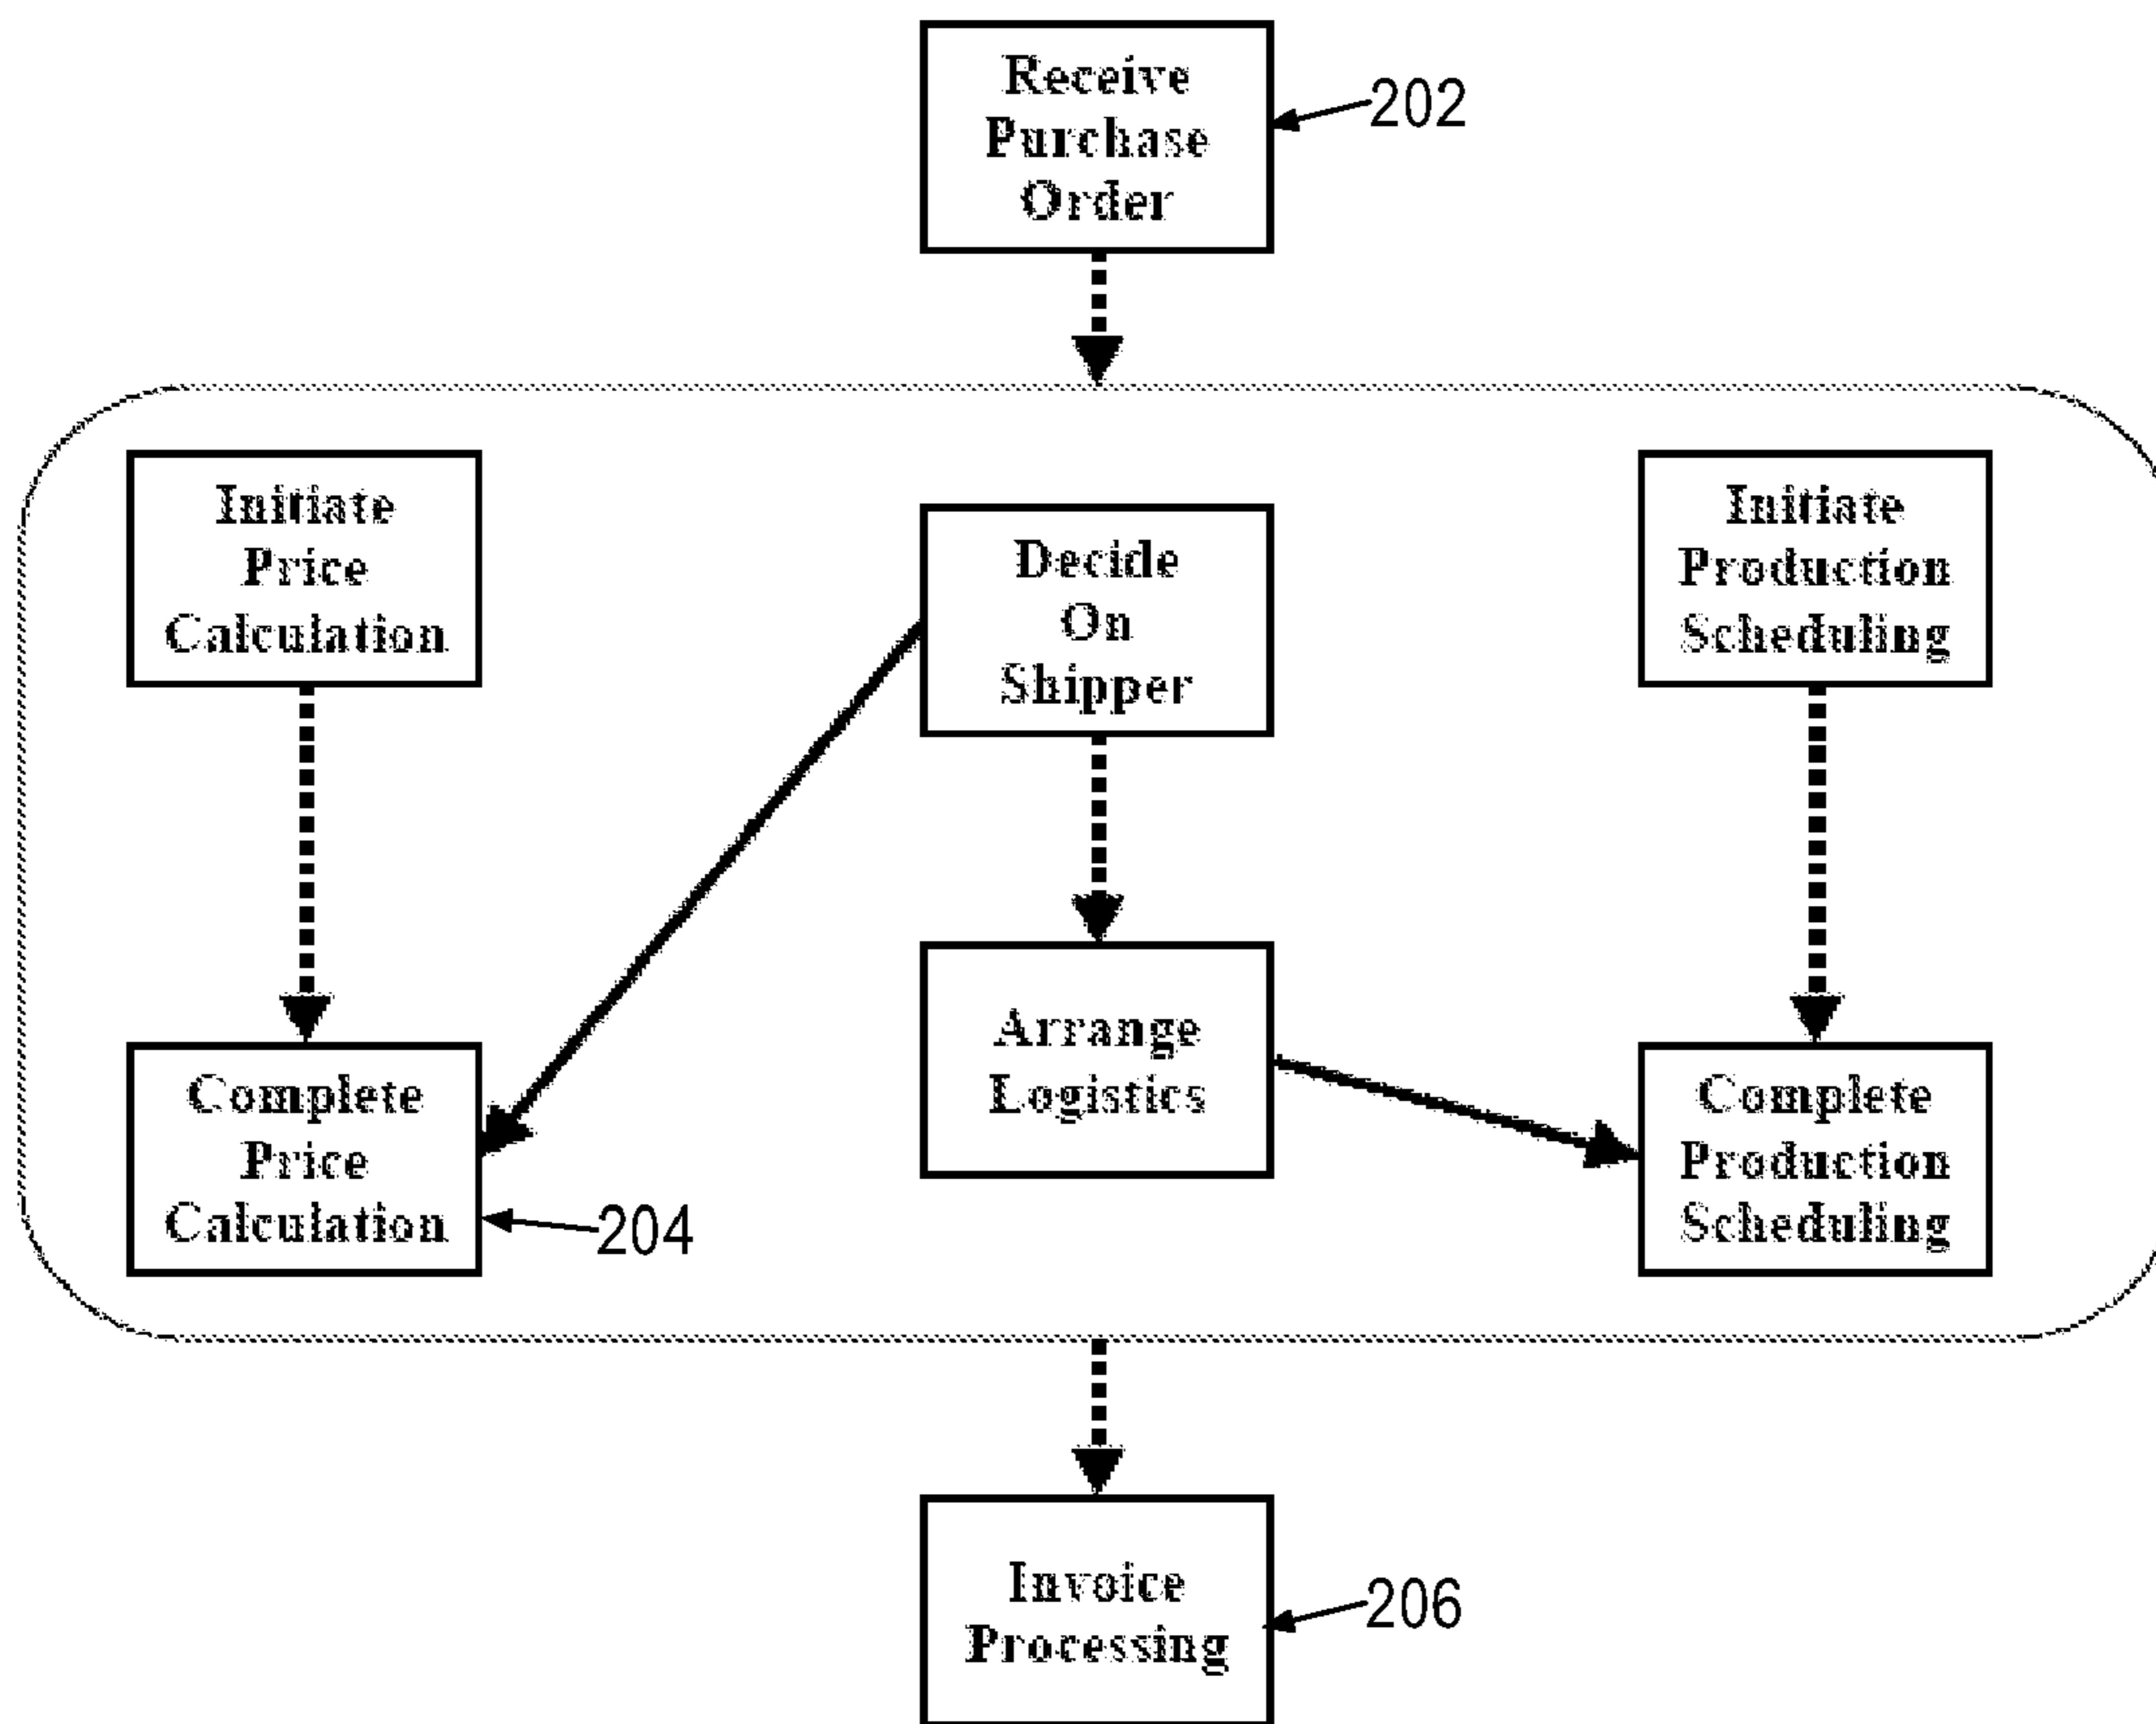 Receive
Purchase
Order
202
Initiate
Price
Calculation
Decide
On
Shipper
Initiate
Production
Scheduling
Complete
Price
Calculation
204
Arrange
Logistics
Complete
Production
Scheduling
Invoice
Processing
206